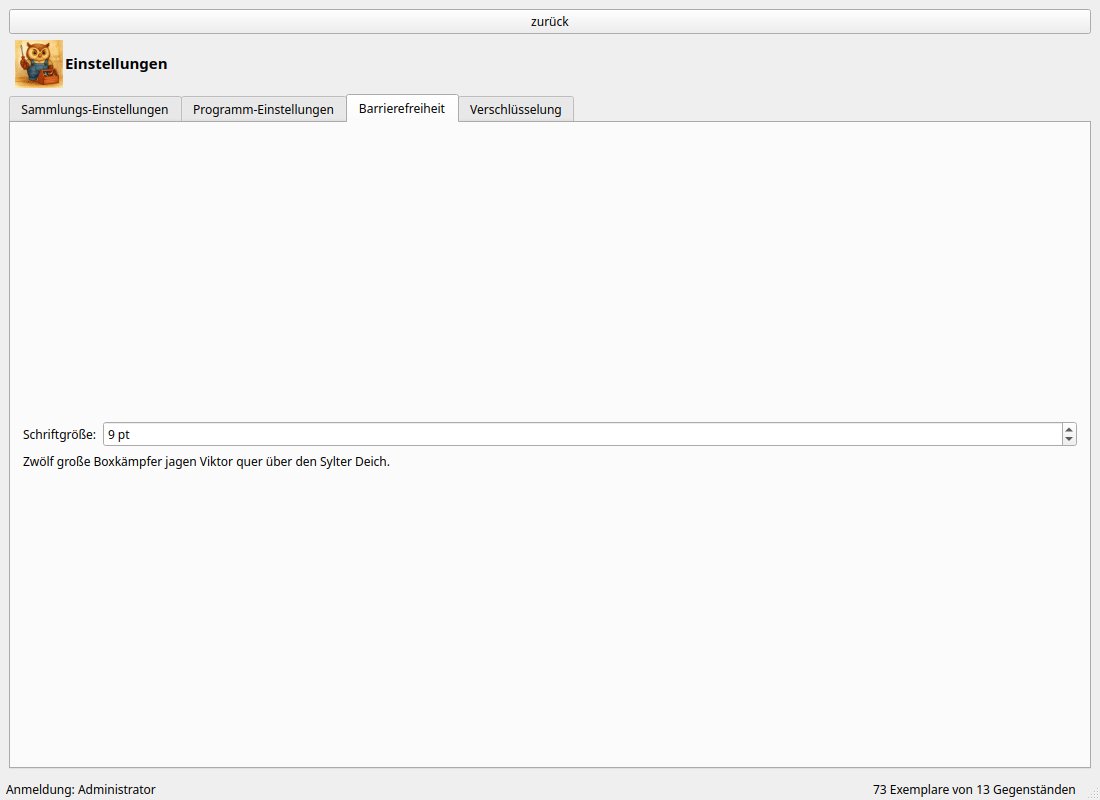 zurück
Einstellungen
Sammlungs-Einstellungen Programm-Einstellungen Barrierefreiheit Verschlüsselung
Schriftgröße: 9 pt
Zwölf große Boxkämpfer jagen Viktor quer über den Sylter Deich.
Anmeldung: Administrator 73 Exemplare von 13 Gegenständen